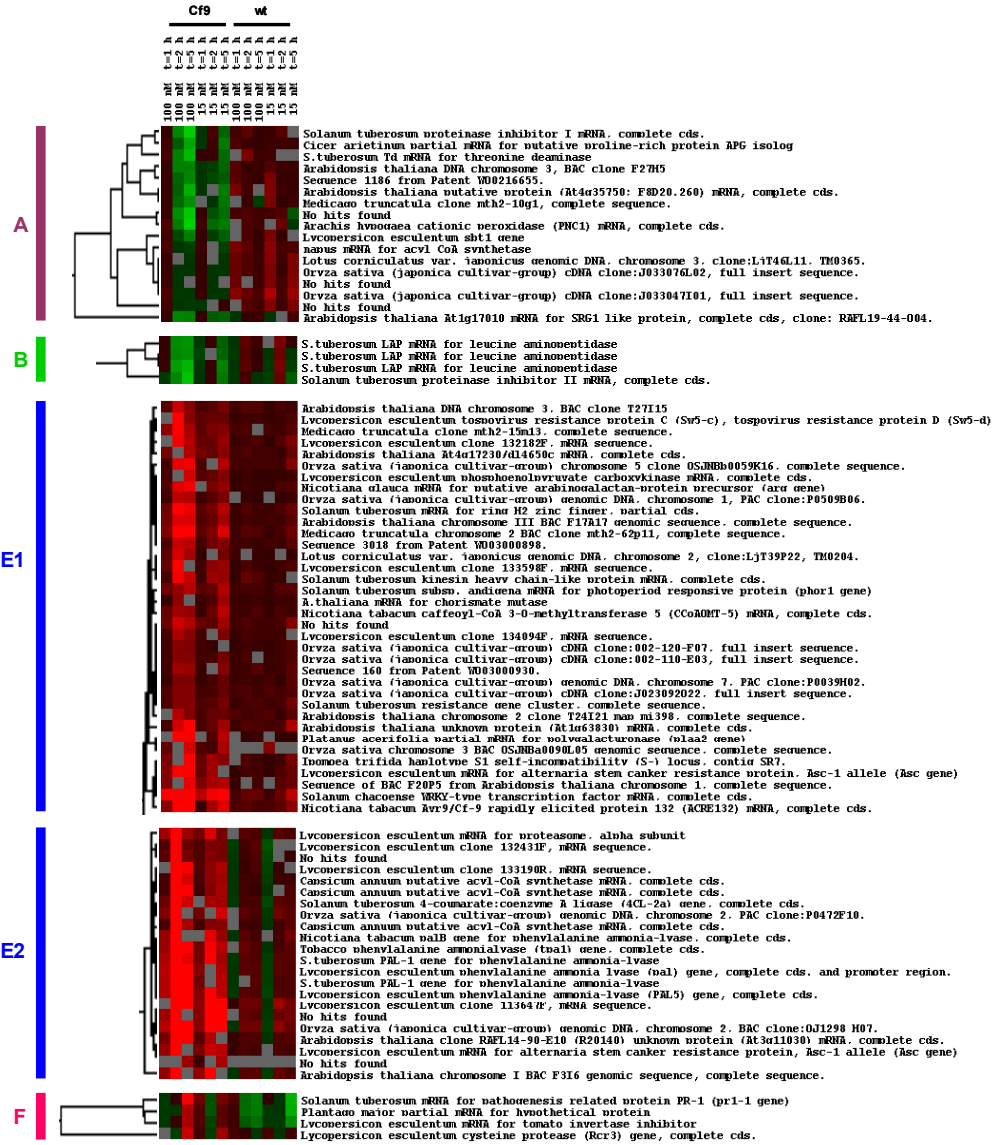 Cf9 wt
100 nM t=1 h
100 nM t=2 h
100 nM t=5 h
15 nM t=1 h
15 nM t=2 h
15 nM t=5 h
100 nM t=1 h
100 nM t=2 h
100 nM t=5 h
15 nM t=1 h
15 nM t=2 h
15 nM t=5 h
A
Solanum tuberosum proteinase inhibitor I mRNA, complete cds.
Cicer arietinum partial mRNA for putative proline-rich protein APG isolog
S.tuberosum Td mRNA for threonine deaminase
Arabidopsis thaliana DNA chromosome 3, BAC clone F27H5
Sequence 1186 from Patent WO0216655.
Arabidopsis thaliana putative protein (At4g35750; F8D20.260) mRNA, complete cds.
Medicago truncatula clone mth2-10g1, complete sequence.
No hits found
Arachis hypogaea cationic peroxidase (PNC1) mRNA, complete cds.
Lycopersicon esculentum sbt1 gene
napus mRNA for acyl CoA synthetase
Lotus corniculatus var. japonicus genomic DNA, chromosome 3, clone:LjT46L11, TM0365.
Oryza sativa (japonica cultivar-group) cDNA clone:J033076L02, full insert sequence.
No hits found
Oryza sativa (japonica cultivar-group) cDNA clone:J033047I01, full insert sequence.
No hits found
Arabidopsis thaliana At1g17010 mRNA for SRG1 like protein, complete cds, clone: RAFL19-44-O04.
B
S.tuberosum LAP mRNA for leucine aminopeptidase
S.tuberosum LAP mRNA for leucine aminopeptidase
S.tuberosum LAP mRNA for leucine aminopeptidase
Solanum tuberosum proteinase inhibitor II mRNA, complete cds.
E1
Arabidopsis thaliana DNA chromosome 3, BAC clone T27I15
Lycopersicon esculentum tospovirus resistance protein C (Sw5-c), tospovirus resistance protein D (Sw5-d)
Medicago truncatula clone mth2-15m13, complete sequence.
Lycopersicon esculentum clone 132182F, mRNA sequence.
Arabidopsis thaliana At4g17230/dl4650c mRNA, complete cds.
Oryza sativa (japonica cultivar-group) chromosome 5 clone OSJNBb0059K16, complete sequence.
Lycopersicon esculentum phosphoenolpyruvate carboxykinase mRNA, complete cds.
Nicotiana glauca mRNA for putative arabinogalactan-protein precursor (arg gene)
Oryza sativa (japonica cultivar-group) genomic DNA, chromosome 1, PAC clone:P0509B06.
Solanum tuberosum mRNA for ring H2 zinc finger, partial cds.
Arabidopsis thaliana chromosome III BAC F17A17 genomic sequence, complete sequence.
Medicago truncatula chromosome 2 BAC clone mth2-62p11, complete sequence.
Sequence 3018 from Patent WO03000898.
Lotus corniculatus var. japonicus genomic DNA, chromosome 2, clone:LjT39P22, TM0204.
Lycopersicon esculentum clone 133598F, mRNA sequence.
Solanum tuberosum kinesin heavy chain-like protein mRNA, complete cds.
Solanum tuberosum subsp. andigena mRNA for photoperiod responsive protein (phor1 gene)
A.thaliana mRNA for chorismate mutase
Nicotiana tabacum caffeoyl-CoA 3-O-methyltransferase 5 (CCoAOMT-5) mRNA, complete cds.
No hits found
Lycopersicon esculentum clone 134094F, mRNA sequence.
Oryza sativa (japonica cultivar-group) cDNA clone:002-120-F07, full insert sequence.
Oryza sativa (japonica cultivar-group) cDNA clone:002-110-E03, full insert sequence.
Sequence 160 from Patent WO03000930.
Oryza sativa (japonica cultivar-group) genomic DNA, chromosome 7, PAC clone:P0039H02.
Oryza sativa (japonica cultivar-group) cDNA clone:J023092O22, full insert sequence.
Solanum tuberosum resistance gene cluster, complete sequence.
Arabidopsis thaliana chromosome 2 clone T24I21 map mi398, complete sequence.
Arabidopsis thaliana unknown protein (At1g63830) mRNA, complete cds.
Platanus acerifolia partial mRNA for polygalacturonase (plaa2 gene)
Oryza sativa chromosome 3 BAC OSJNBa0090L05 genomic sequence, complete sequence.
Ipomoea trifida haplotype S1 self-incompatibility (S-) locus, contig SR7.
Lycopersicon esculentum mRNA for alternaria stem canker resistance protein, Asc-1 allele (Asc gene)
Sequence of BAC F20P5 from Arabidopsis thaliana chromosome 1, complete sequence.
Solanum chacoense WRKY-type transcription factor mRNA, complete cds.
Nicotiana tabacum Avr9/Cf-9 rapidly elicited protein 132 (ACRE132) mRNA, complete cds.
E2
Lycopersicon esculentum mRNA for proteasome, alpha subunit
Lycopersicon esculentum clone 132431F, mRNA sequence.
No hits found
Lycopersicon esculentum clone 133190R, mRNA sequence.
Capsicum annuum putative acyl-CoA synthetase mRNA, complete cds.
Capsicum annuum putative acyl-CoA synthetase mRNA, complete cds.
Solanum tuberosum 4-coumarate:coenzyme A ligase (4CL-2a) gene, complete cds.
Oryza sativa (japonica cultivar-group) genomic DNA, chromosome 2, PAC clone:P0472F10.
Capsicum annuum putative acyl-CoA synthetase mRNA, complete cds.
Nicotiana tabacum palB gene for phenylalanine ammonia-lyase, complete cds.
Tobacco phenylalanine ammonialyase (tpa1) gene, complete cds.
S.tuberosum PAL-1 gene for phenylalanine ammonia-lyase
Lycopersicon esculentum phenylalanine ammonia lyase (pal) gene, complete cds. and promoter region.
S.tuberosum PAL-1 gene for phenylalanine ammonia-lyase
Lycopersicon esculentum phenylalanine ammonia-lyase (PAL5) gene, complete cds.
Lycopersicon esculentum clone 113647F, mRNA sequence.
No hits found
Oryza sativa (japonica cultivar-group) genomic DNA, chromosome 2, BAC clone:OJ1298_H07.
Arabidopsis thaliana clone RAFL14-90-E10 (R20140) unknown protein (At3g11030) mRNA, complete cds.
Lycopersicon esculentum mRNA for alternaria stem canker resistance protein, Asc-1 allele (Asc gene)
No hits found
Arabidopsis thaliana chromosome I BAC F3I6 genomic sequence, complete sequence.
F
Solanum tuberosum mRNA for pathogenesis related protein PR-1 (pr1-1 gene)
Plantago major partial mRNA for hypothetical protein
Lycopersicon esculentum mRNA for tomato invertase inhibitor
Lycopersicon esculentum cysteine protease (Rcr3) gene, complete cds.